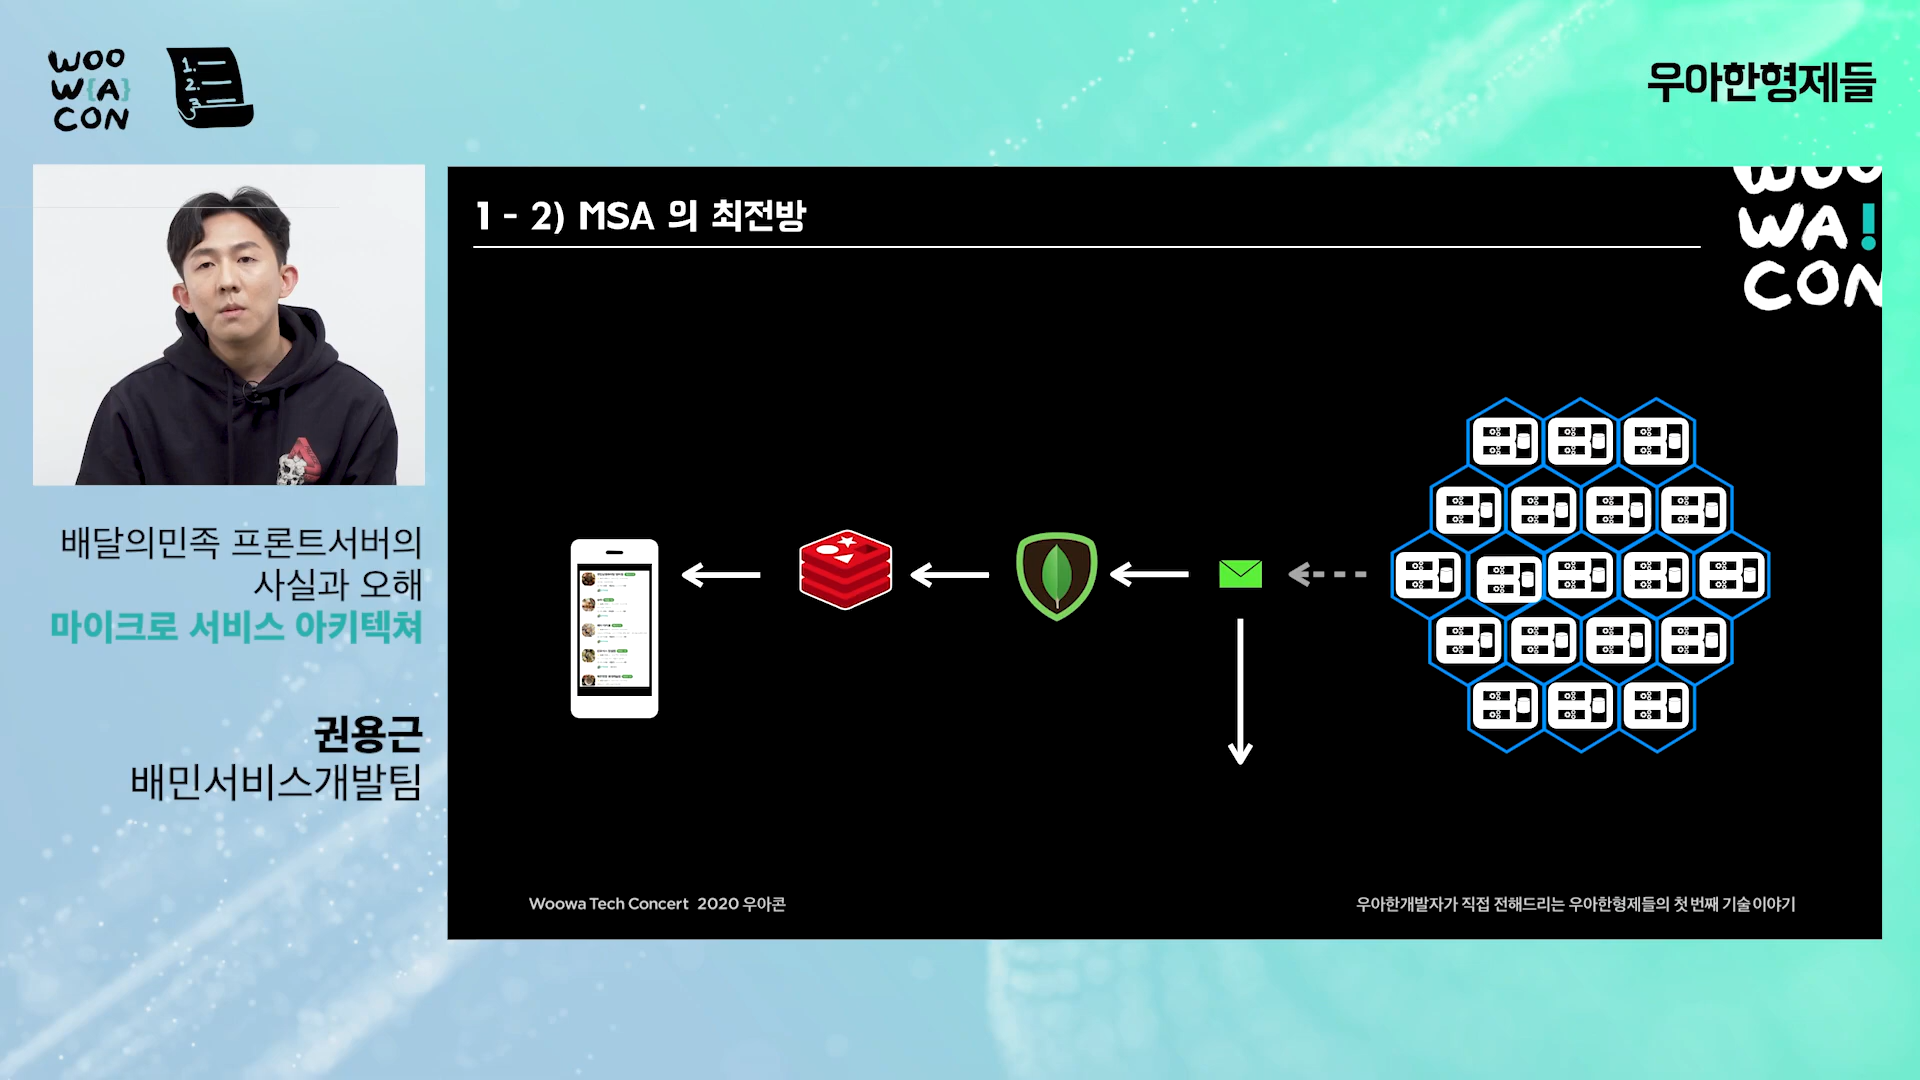 WOO
W{A}
CON
1.
2.
3.
우아한형제들
1 - 2) MSA 의 최전방
WOO
WA!
CON
배달의민족 프론트서버의
사실과 오해
마이크로 서비스 아키텍쳐
권용근
배민서비스개발팀
Woowa Tech Concert 2020 우아콘
우아한개발자가 직접 전해드리는 우아한형제들의 첫 번째 기술 이야기